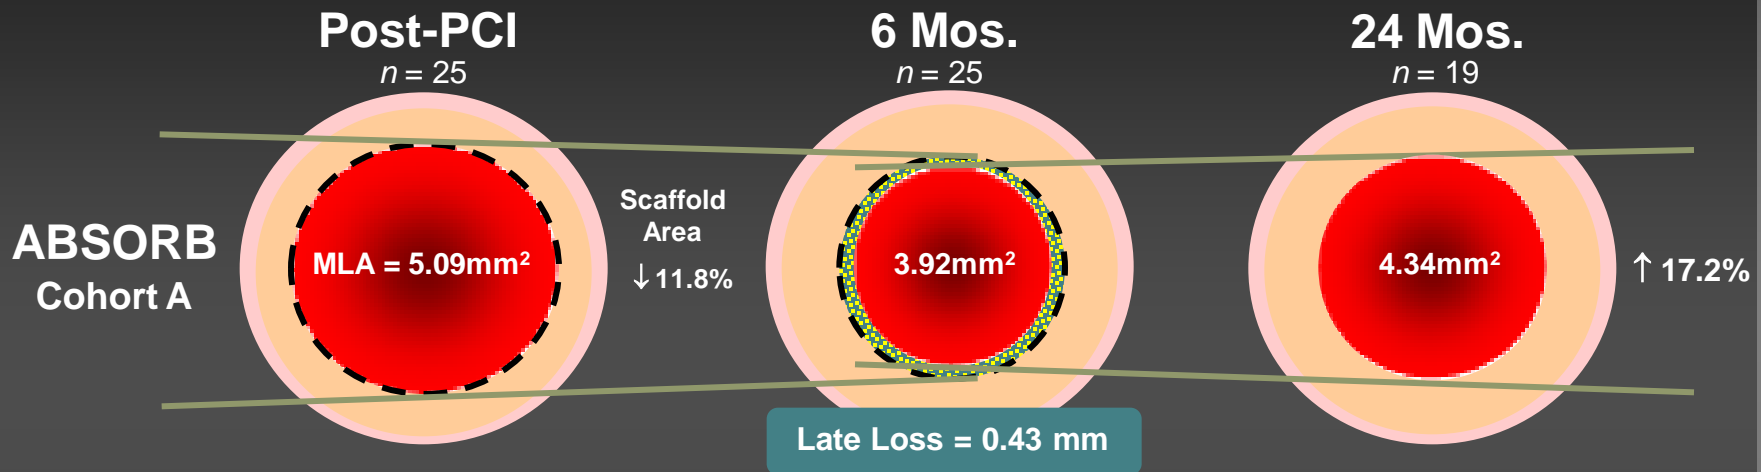 Post-PCI
n = 25
6 Mos.
n = 25
24 Mos.
n = 19
ABSORB
Cohort A
MLA = 5.09mm²
Scaffold
Area
↓ 11.8%
3.92mm²
4.34mm²
↑ 17.2%
Late Loss = 0.43 mm